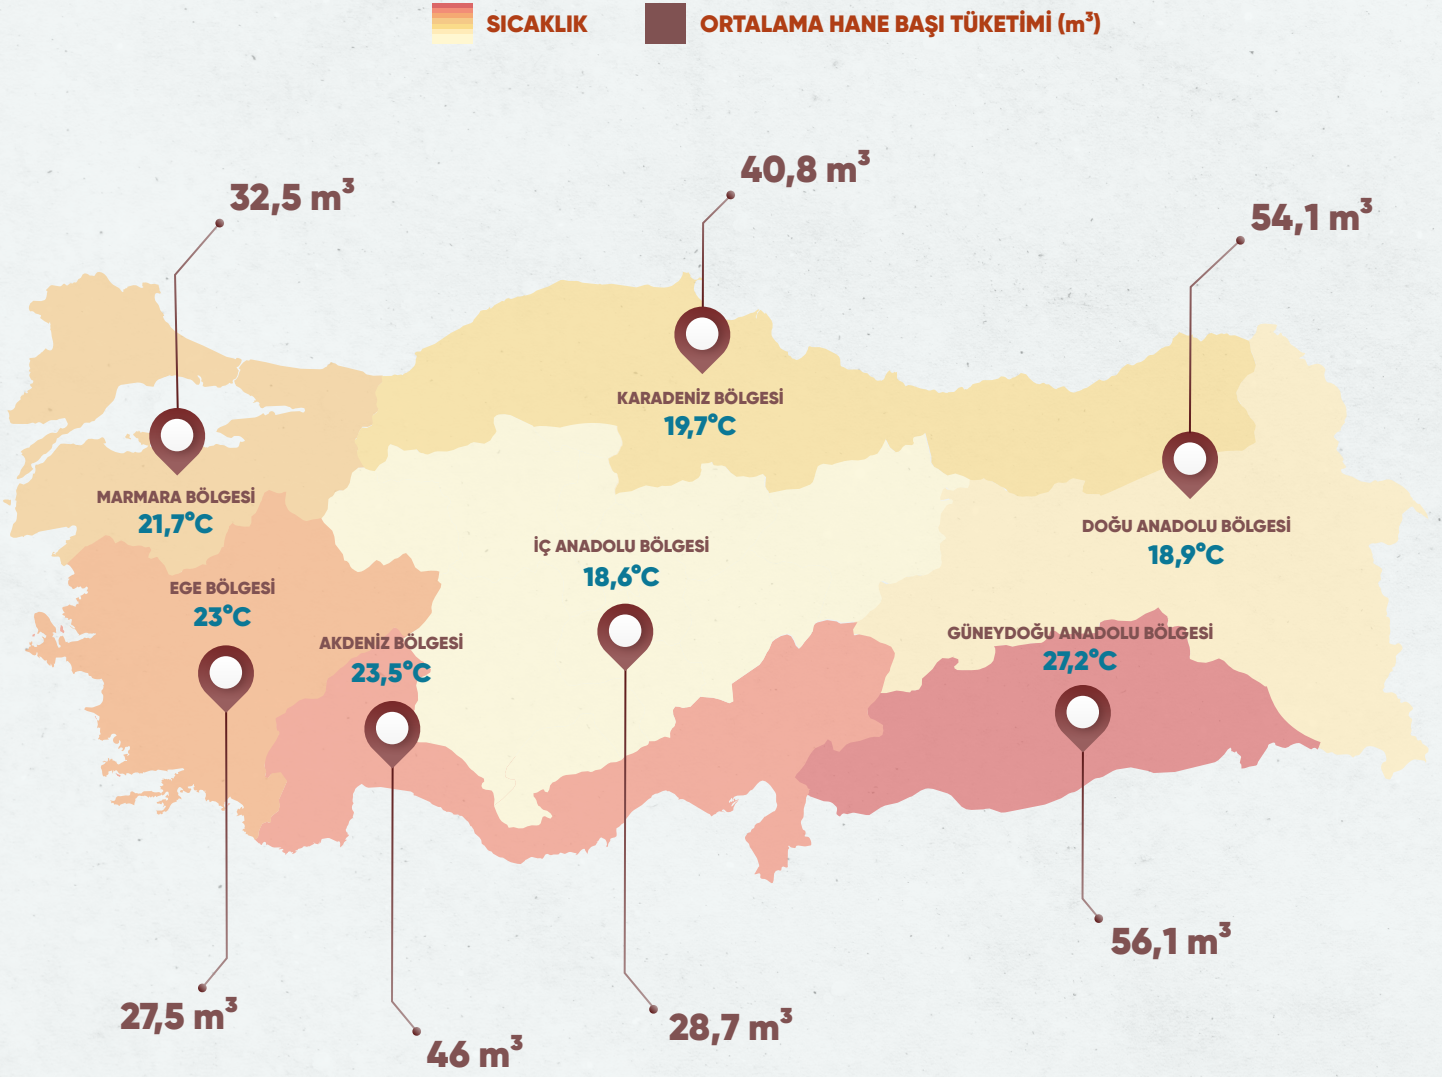 SICAKLIK
ORTALAMA HANE BAŞI TÜKETİMİ (m³)
40,8 m³
32,5 m³
54,1 m³
KARADENİZ BÖLGESİ
19,7°C
MARMARA BÖLGESİ
21,7°C
DOĞU ANADOLU BÖLGESİ
18,9°C
İÇ ANADOLU BÖLGESİ
18,6°C
EGE BÖLGESİ
23°C
GÜNEYDOĞU ANADOLU BÖLGESİ
27,2°C
AKDENİZ BÖLGESİ
23,5°C
56,1 m³
27,5 m³
28,7 m³
46 m³